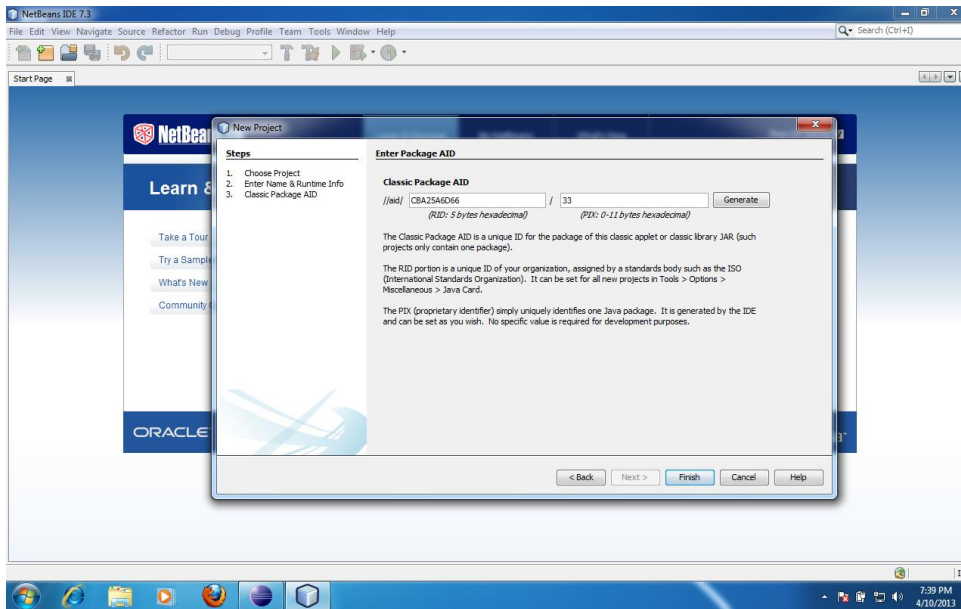 NetBeans IDE 7.3
File Edit View Navigate Source Refactor Run Debug Profile Team Tools Window Help
Search (Ctrl+I)
Start Page
NetBea
New Project
Learn &
Take a Tour
Try a Sample
What's New
Community
ORACLE
Steps
1. Choose Project
2. Enter Name & Runtime Info
3. Classic Package AID
Enter Package AID
Classic Package AID
//aid/ CBA25A6D66 / 33 Generate
(RID: 5 bytes hexadecimal) (PIX: 0-11 bytes hexadecimal)
The Classic Package AID is a unique ID for the package of this classic applet or classic library JAR (such
projects only contain one package).
The RID portion is a unique ID of your organization, assigned by a standards body such as the ISO
(International Standards Organization). It can be set for all new projects in Tools > Options >
Miscellaneous > Java Card.
The PIX (proprietary identifier) simply uniquely identifies one Java package. It is generated by the IDE
and can be set as you wish. No specific value is required for development purposes.
< Back Next > Finish Cancel Help
7:39 PM
4/10/2013